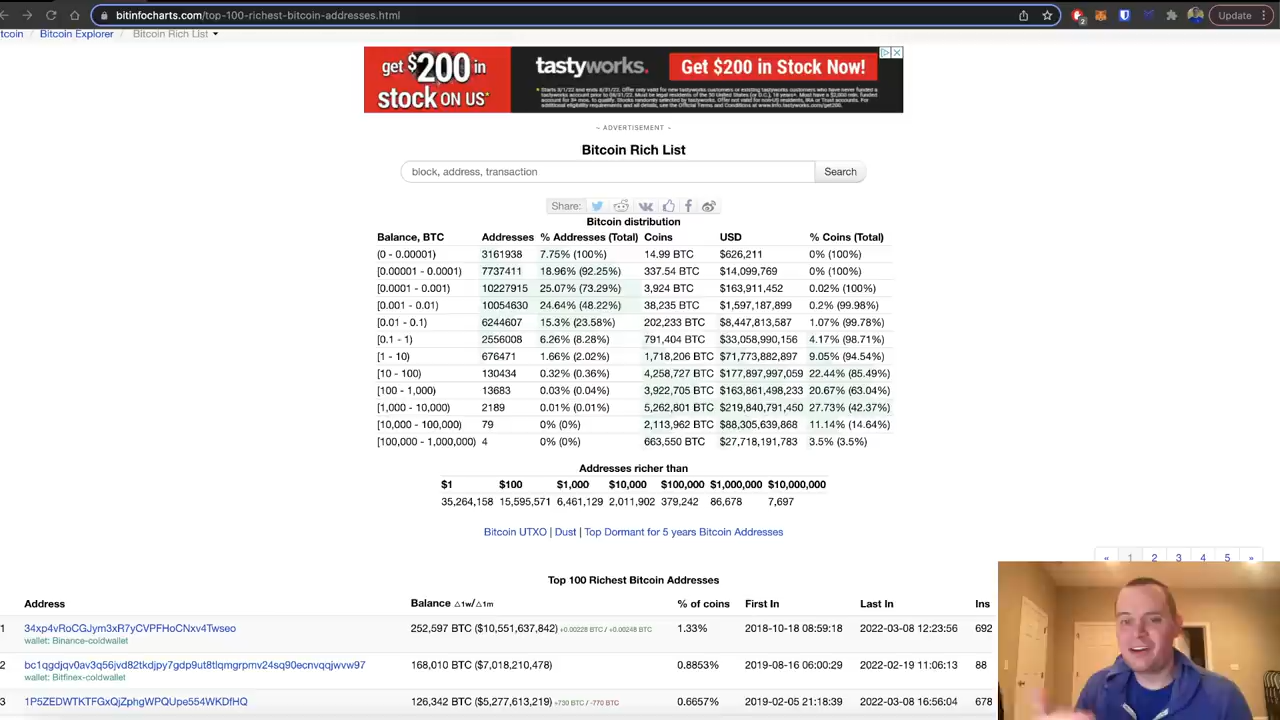 bitinfocharts.com/top-100-richest-bitcoin-addresses.html
2
Update
tcoin / Bitcoin Explorer / Bitcoin Rich List
get $200 in stock ON US*
tastyworks.
Get $200 in Stock Now!
~ ADVERTISEMENT ~
Bitcoin Rich List
block, address, transaction Search
Share:
Bitcoin distribution
Balance, BTC Addresses % Addresses (Total) Coins USD % Coins (Total)
(0 - 0.00001) 3161938 7.75% (100%) 14.99 BTC $626,211 0% (100%)
[0.00001 - 0.0001) 7737411 18.96% (92.25%) 337.54 BTC $14,099,769 0% (100%)
[0.0001 - 0.001) 10227915 25.07% (73.29%) 3,924 BTC $163,911,452 0.02% (100%)
[0.001 - 0.01) 10054630 24.64% (48.22%) 38,235 BTC $1,597,187,899 0.2% (99.98%)
[0.01 - 0.1) 6244607 15.3% (23.58%) 202,233 BTC $8,447,813,587 1.07% (99.78%)
[0.1 - 1) 2556008 6.26% (8.28%) 791,404 BTC $33,058,990,156 4.17% (98.71%)
[1 - 10) 676471 1.66% (2.02%) 1,718,206 BTC $71,773,882,897 9.05% (94.54%)
[10 - 100) 130434 0.32% (0.36%) 4,258,727 BTC $177,897,997,059 22.44% (85.49%)
[100 - 1,000) 13683 0.03% (0.04%) 3,922,705 BTC $163,861,498,233 20.67% (63.04%)
[1,000 - 10,000) 2189 0.01% (0.01%) 5,262,801 BTC $219,840,791,450 27.73% (42.37%)
[10,000 - 100,000) 79 0% (0%) 2,113,962 BTC $88,305,639,868 11.14% (14.64%)
[100,000 - 1,000,000) 4 0% (0%) 663,550 BTC $27,718,191,783 3.5% (3.5%)
Addresses richer than
$1 $100 $1,000 $10,000 $100,000 $1,000,000 $10,000,000
35,264,158 15,595,571 6,461,129 2,011,902 379,242 86,678 7,697
Bitcoin UTXO | Dust | Top Dormant for 5 years Bitcoin Addresses
« 1 2 3 4 5 »
Top 100 Richest Bitcoin Addresses
Address Balance △1w/△1m % of coins First In Last In Ins
1 34xp4vRoCGJym3xR7yCVPFHoCNxv4Twseo 252,597 BTC ($10,551,637,842) +0.00228 BTC / +0.00248 BTC 1.33% 2018-10-18 08:59:18 2022-03-08 12:23:56 692
wallet: Binance-coldwallet
2 bc1qgdjqv0av3q56jvd82tkdjpy7gdp9ut8tlqmgrpmv24sq90ecnvqqjwvw97 168,010 BTC ($7,018,210,478) 0.8853% 2019-08-16 06:00:29 2022-02-19 11:06:13 88
wallet: Bitfinex-coldwallet
3 1P5ZEDWTKTFGxQjZphgWPQUpe554WKDfHQ 126,342 BTC ($5,277,613,219) +730 BTC / -770 BTC 0.6657% 2019-02-05 21:18:39 2022-03-08 16:56:04 678